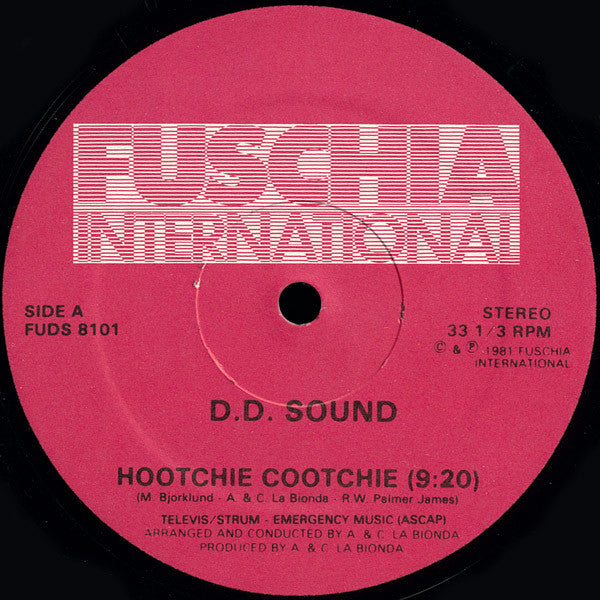 FUSCHIA
INTERNATIONAL
SIDE A
FUDS 8101
STEREO
33 1/3 RPM
© & ℗ 1981 FUSCHIA
INTERNATIONAL
D.D. SOUND
HOOTCHIE COOTCHIE (9:20)
(M. Bjorklund - A. & C. La Bionda - R.W. Palmer James)
TELEVIS/STRUM - EMERGENCY MUSIC (ASCAP)
ARRANGED AND CONDUCTED BY A. & C. LA BIONDA
PRODUCED BY A. & C. LA BIONDA